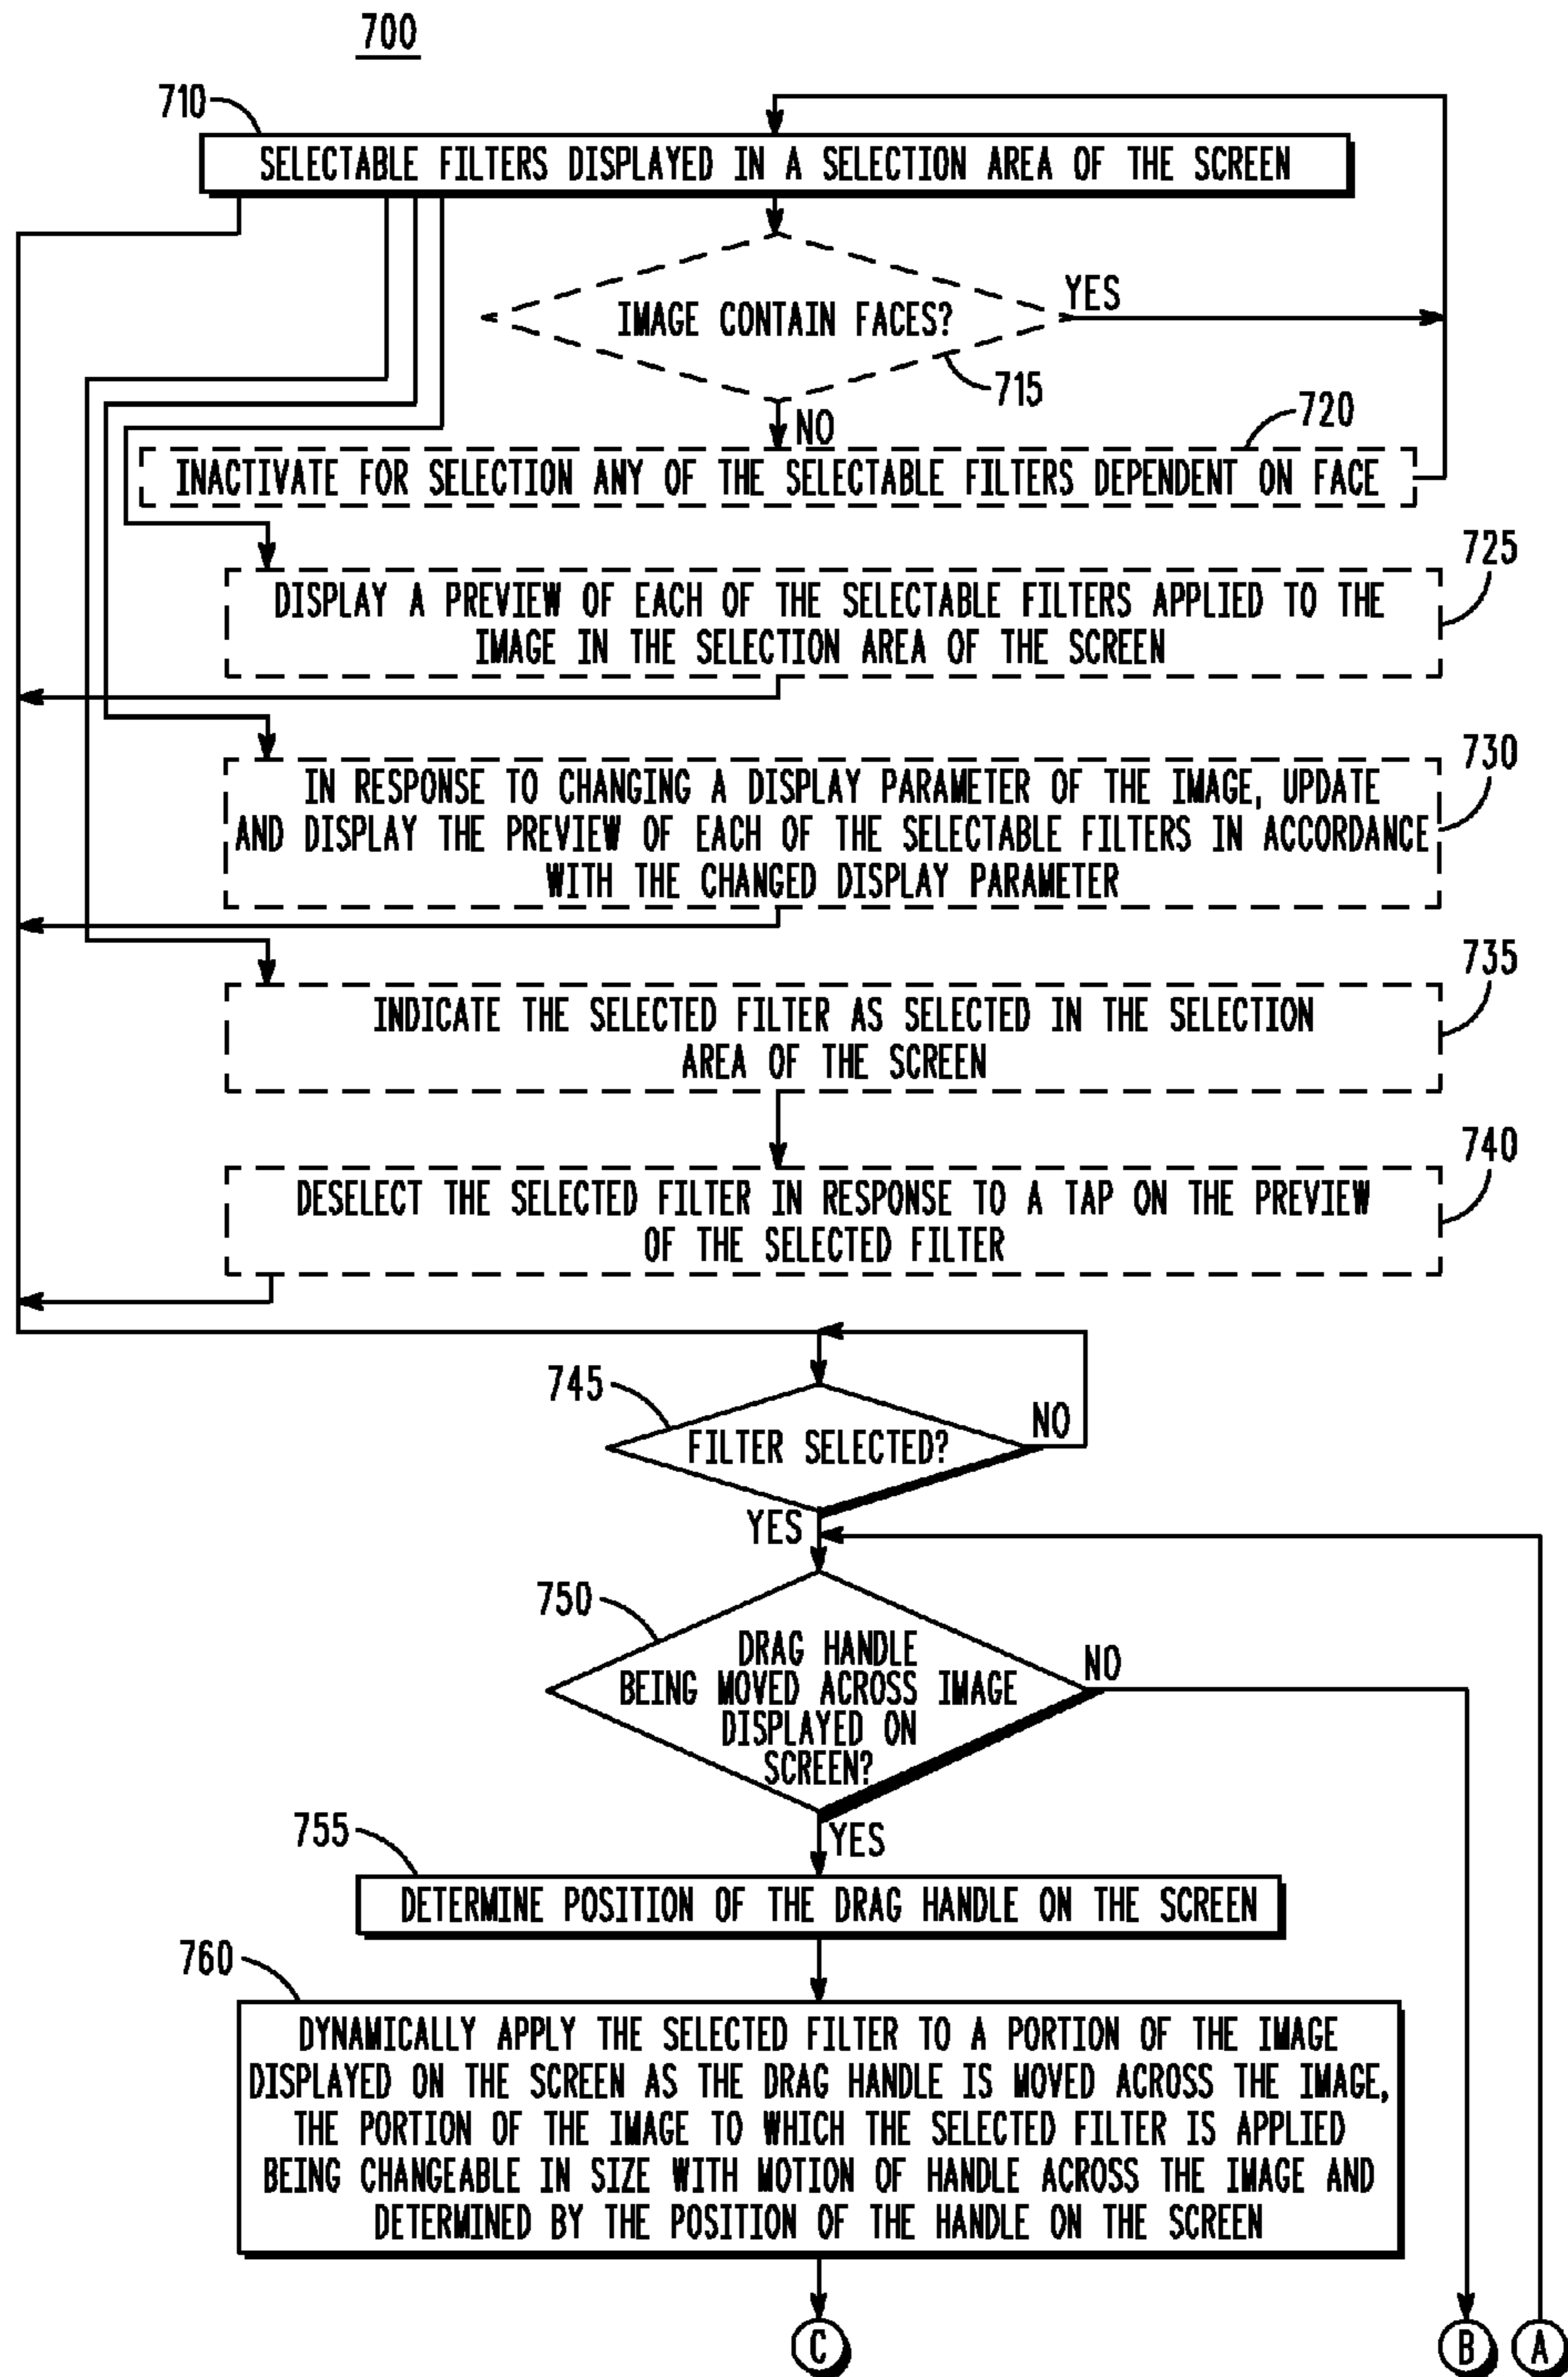 700
710
SELECTABLE FILTERS DISPLAYED IN A SELECTION AREA OF THE SCREEN
IMAGE CONTAIN FACES?
YES
715
NO
720
INACTIVATE FOR SELECTION ANY OF THE SELECTABLE FILTERS DEPENDENT ON FACE
725
DISPLAY A PREVIEW OF EACH OF THE SELECTABLE FILTERS APPLIED TO THE
IMAGE IN THE SELECTION AREA OF THE SCREEN
730
IN RESPONSE TO CHANGING A DISPLAY PARAMETER OF THE IMAGE, UPDATE
AND DISPLAY THE PREVIEW OF EACH OF THE SELECTABLE FILTERS IN ACCORDANCE
WITH THE CHANGED DISPLAY PARAMETER
735
INDICATE THE SELECTED FILTER AS SELECTED IN THE SELECTION
AREA OF THE SCREEN
740
DESELECT THE SELECTED FILTER IN RESPONSE TO A TAP ON THE PREVIEW
OF THE SELECTED FILTER
745
FILTER SELECTED?
NO
YES
750
DRAG HANDLE
BEING MOVED ACROSS IMAGE
DISPLAYED ON
SCREEN?
NO
YES
755
DETERMINE POSITION OF THE DRAG HANDLE ON THE SCREEN
760
DYNAMICALLY APPLY THE SELECTED FILTER TO A PORTION OF THE IMAGE
DISPLAYED ON THE SCREEN AS THE DRAG HANDLE IS MOVED ACROSS THE IMAGE,
THE PORTION OF THE IMAGE TO WHICH THE SELECTED FILTER IS APPLIED
BEING CHANGEABLE IN SIZE WITH MOTION OF HANDLE ACROSS THE IMAGE AND
DETERMINED BY THE POSITION OF THE HANDLE ON THE SCREEN
C
B
A